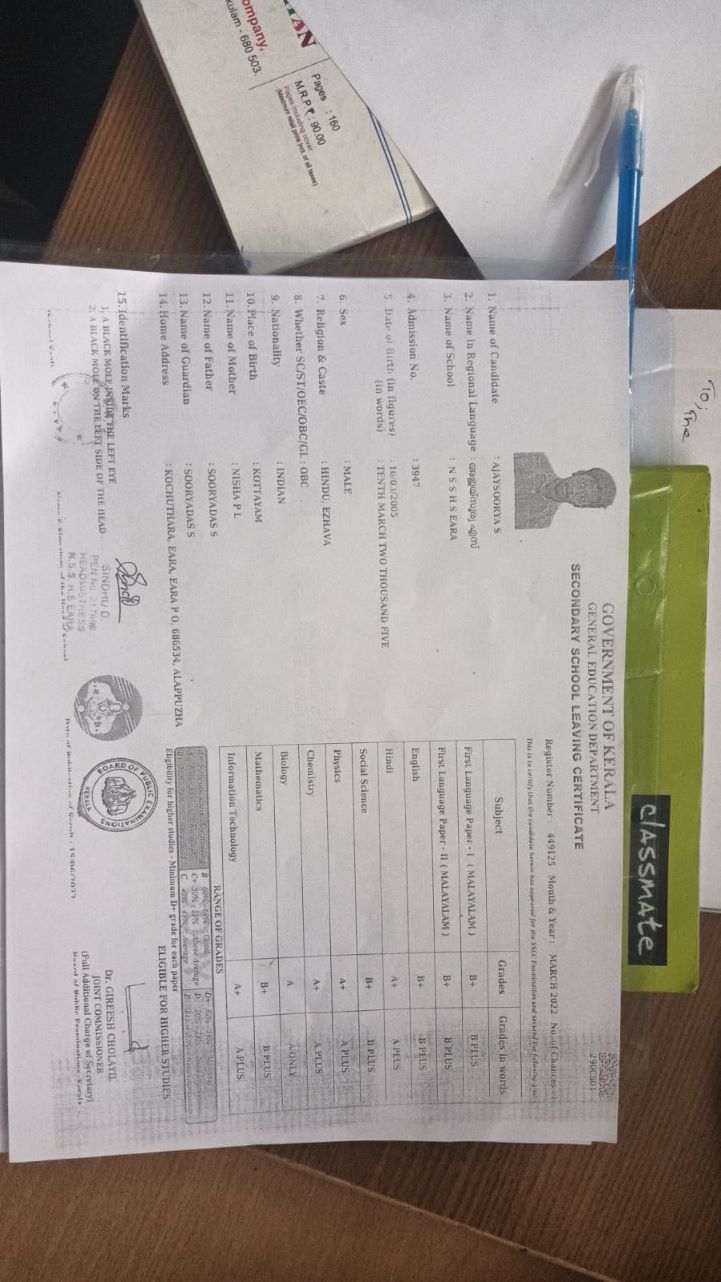 To,
The
classmate
GOVERNMENT OF KERALA
GENERAL EDUCATION DEPARTMENT
SECONDARY SCHOOL LEAVING CERTIFICATE
290C801
Register Number : 449125 Month & Year : MARCH 2022 No. of Chances
This is to certify that the candidate herein has appeared for the SSLC Examination and secured the following
1. Name of Candidate : AJAYSOORYA S
2. Name in Regional Language : അജയ്സൂര്യ എസ്
3. Name of School : N S S H S EARA
4. Admission No. : 3947
5. Date of Birth (in figures) : 10/03/2005
(in words) : TENTH MARCH TWO THOUSAND FIVE
6. Sex : MALE
7. Religion & Caste : HINDU, EZHAVA
8. Whether SC/ST/OEC/OBC/GL : OBC
9. Nationality : INDIAN
10. Place of Birth : KOTTAYAM
11. Name of Mother : NISHA P L
12. Name of Father : SOORYADAS S
13. Name of Guardian : SOORYADAS S
14. Home Address : KOCHUTHARA, EARA, EARA P O, 686534, ALAPPUZHA
15. Identification Marks
1, A BLACK MOLE INSIDE THE LEFT EYE
2, A BLACK MOLE ON THE LEFT SIDE OF THE HEAD
Subject Grades Grades in words
First Language Paper - I ( MALAYALAM ) B+ B PLUS
First Language Paper - II ( MALAYALAM ) B+ B PLUS
English B+ B PLUS
Hindi A+ A PLUS
Social Science B+ B PLUS
Physics A+ A PLUS
Chemistry A+ A PLUS
Biology A A ONLY
Mathematics B+ B PLUS
Information Technology A+ A PLUS
RANGE OF GRADES
B 60% - 69% Good D+ 30% - 39% Marginal
C+ 50% - 59% Above Average D
C 40% - 49% Average E
Eligibility for higher studies - Minimum D+ grade for each paper
ELIGIBLE FOR HIGHER STUDIES
SINDHU D.
PEN No.
HEADMISTRESS
N.S.S. H.S EARA
BOARD OF PUBLIC EXAMINATIONS
KERALA
Dr. GIREESH CHOLAYIL
JOINT COMMISSIONER
(Full Additional Charge of Secretary)
Board of Public Examinations, Kerala
Date of Publication of Result : 15/06/2022
Name & Signature of the Head of School
(School Seal)
IAN
Pages : 160
M.R.P.₹ : 90.00
Pages including cover
(Maximum retail price incl. of all taxes)
ompany,
kulam - 680 503.